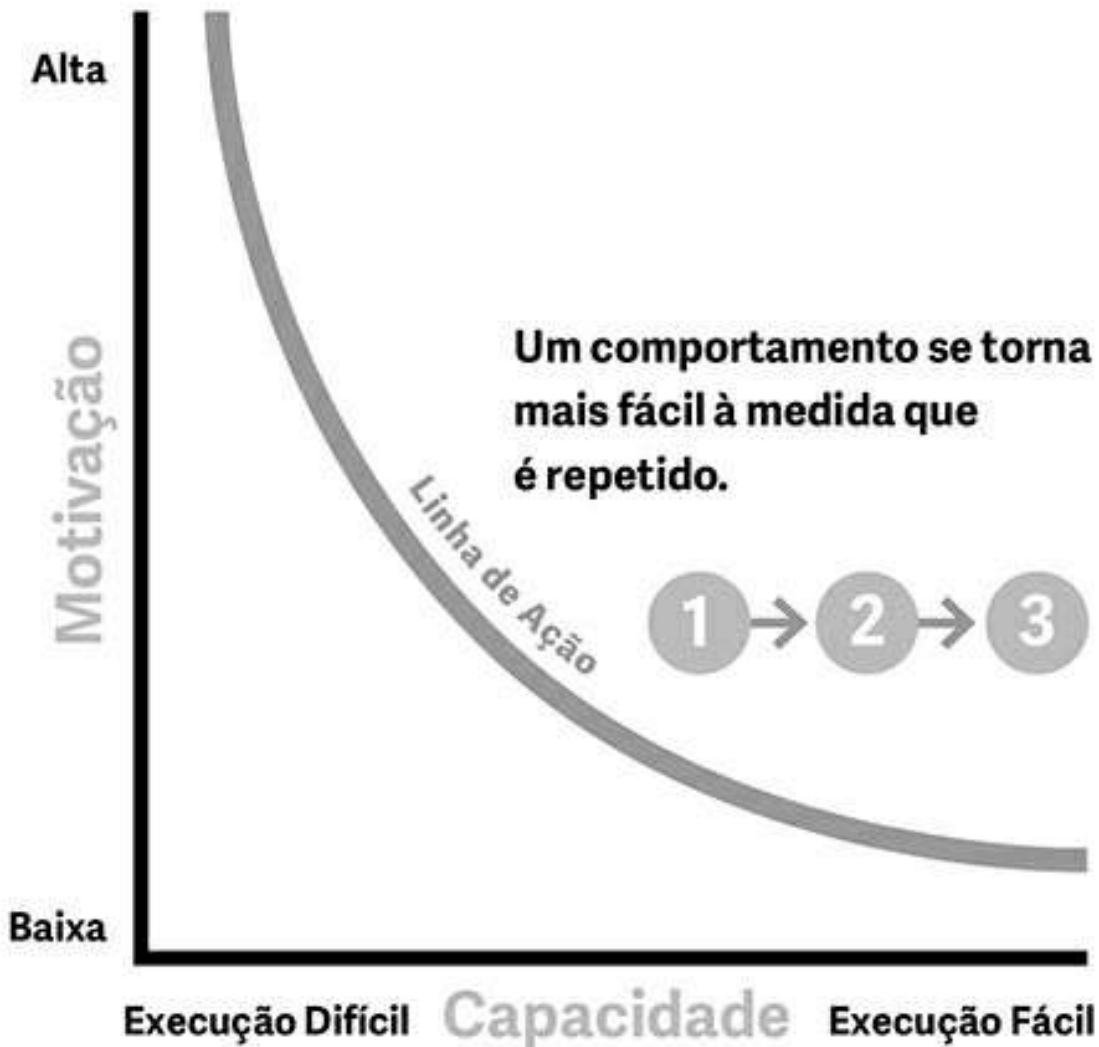 Alta
Motivação
Um comportamento se torna
mais fácil à medida que
é repetido.
Linha de Ação
1 2 3
Baixa
Execução Difícil Capacidade Execução Fácil